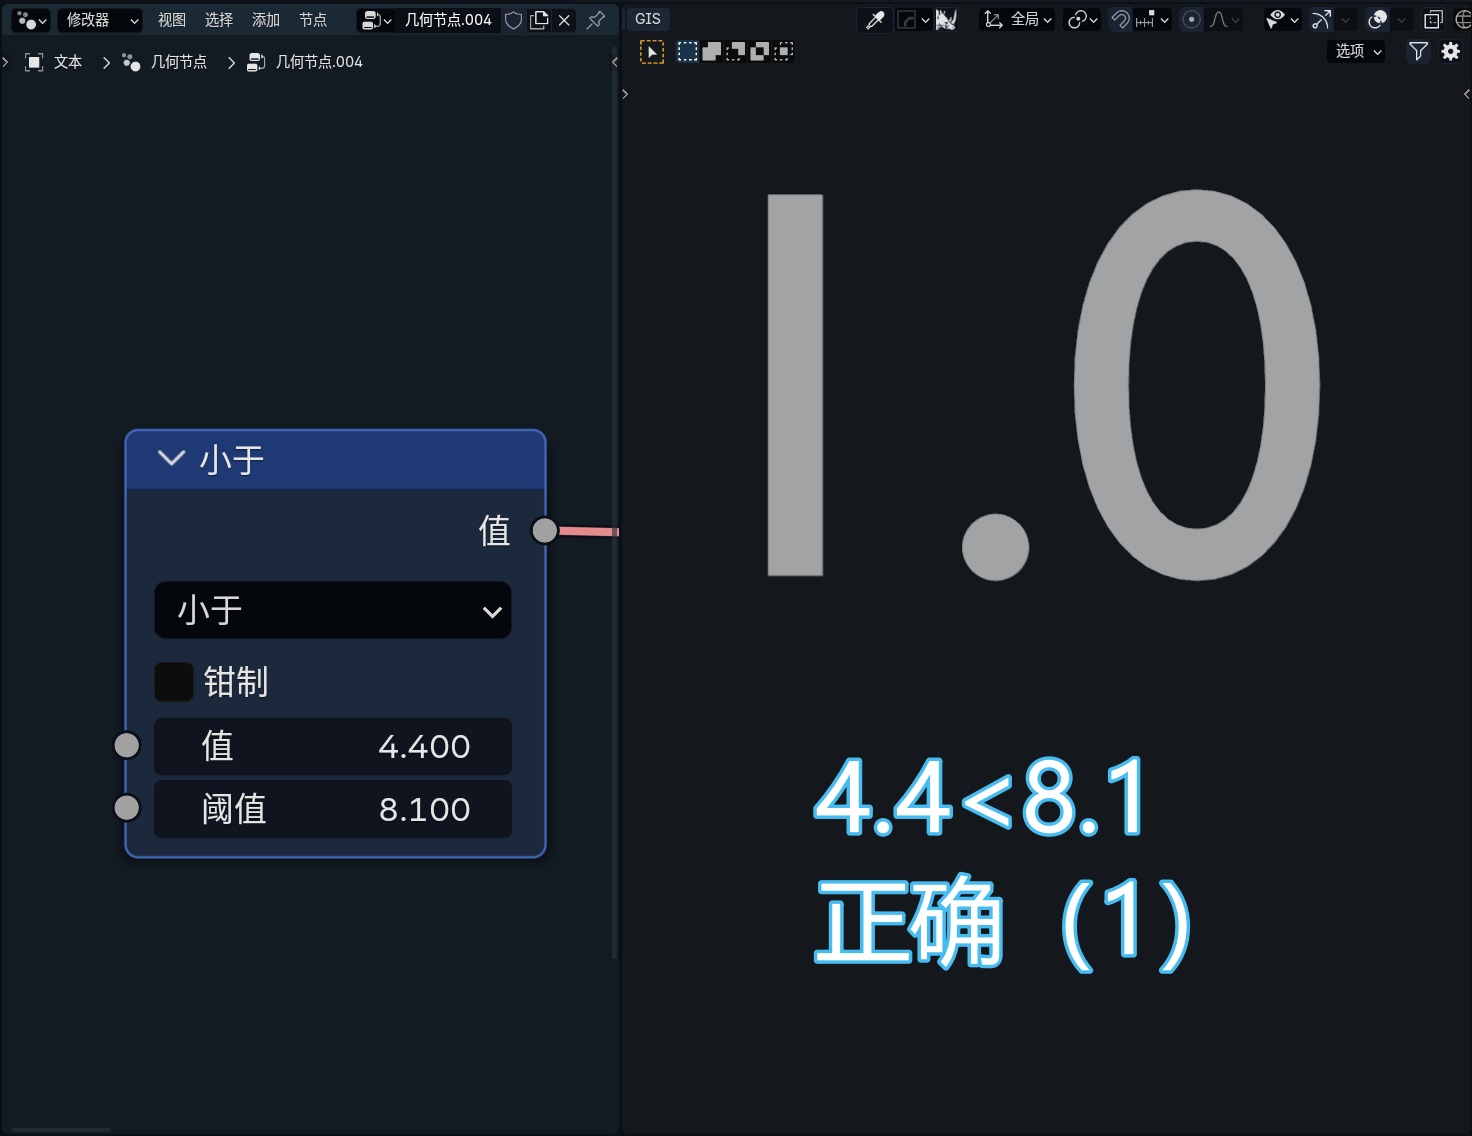 修改器 视图 选择 添加 节点 几何节点.004
文本 几何节点 几何节点.004
小于
值
小于
钳制
值 4.400
阈值 8.100
GIS 全局
选项
1.0
4.4<8.1
正确（1）